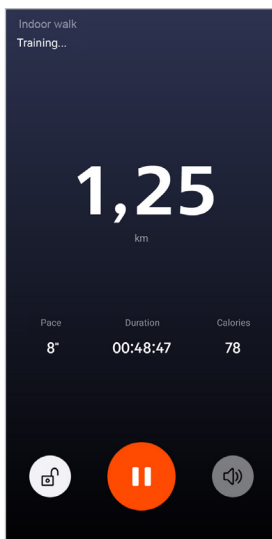 Indoor walk
Training...
1,25
km
Pace Duration Calories
8" 00:48:47 78